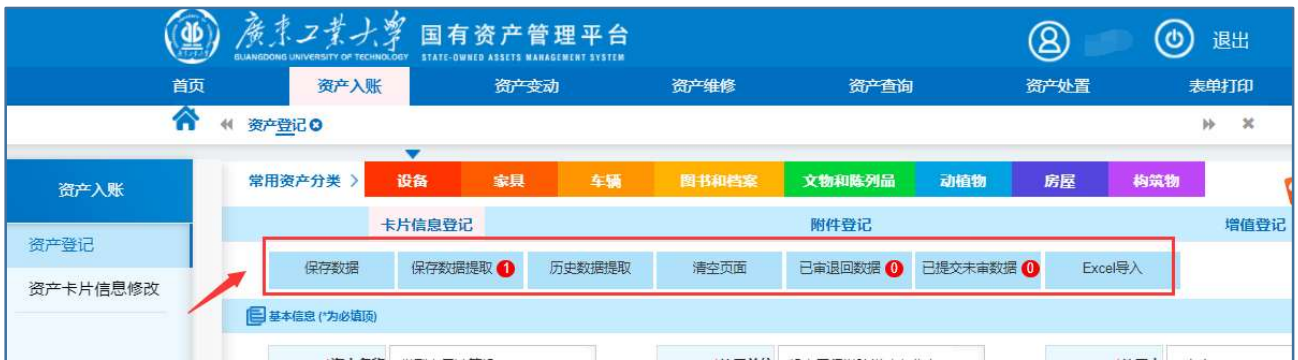 廣東工業大學 国有资产管理平台 退出
GUANGDONG UNIVERSITY OF TECHNOLOGY STATE-OWNED ASSETS MANAGEMENT SYSTEM
首页 资产入账 资产变动 资产维修 资产查询 资产处置 表单打印
资产登记
资产入账
常用资产分类 > 设备 家具 车辆 图书和档案 文物和陈列品 动植物 房屋 构筑物
卡片信息登记 附件登记 增值登记
资产登记
保存数据 保存数据提取 1 历史数据提取 清空页面 已审退回数据 0 已提交未审数据 0 Excel导入
资产卡片信息修改
基本信息 (*为必填项)